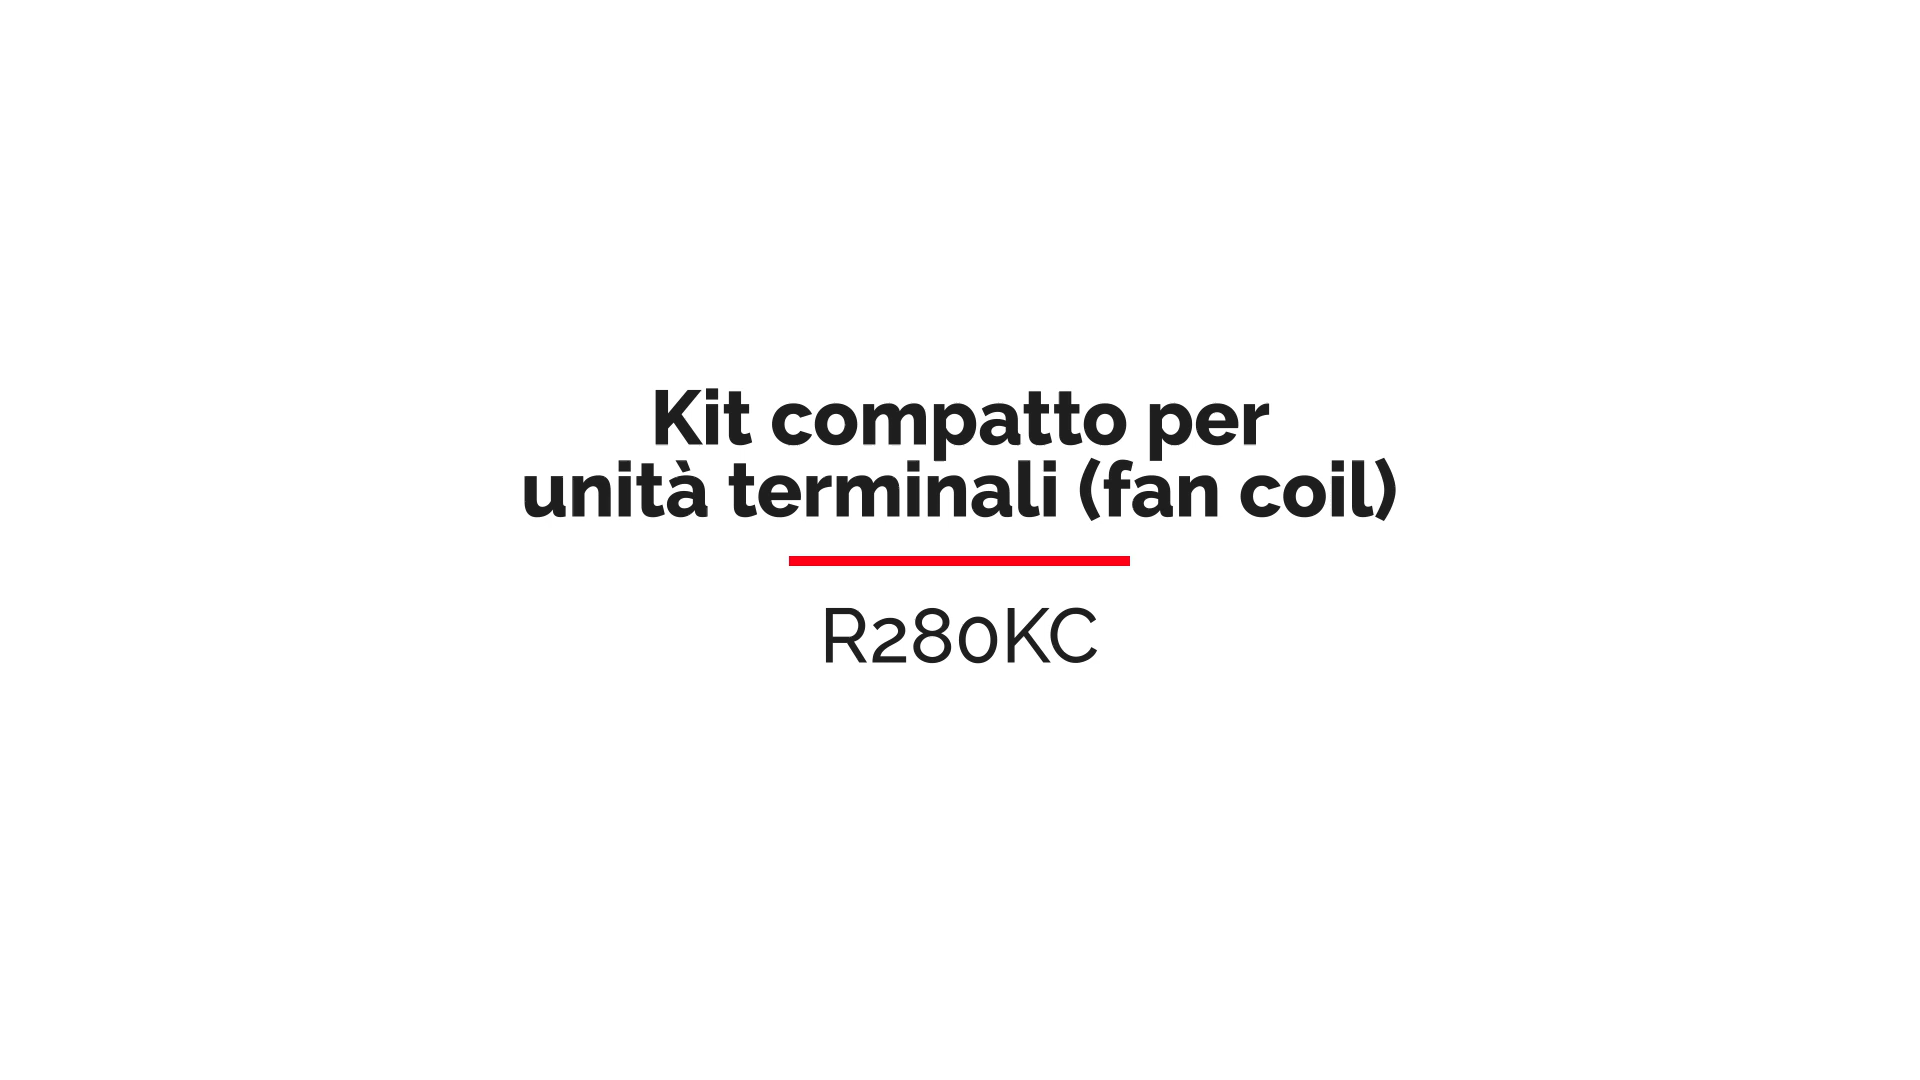 Kit compatto per
unità terminali (fan coil)
R280KC